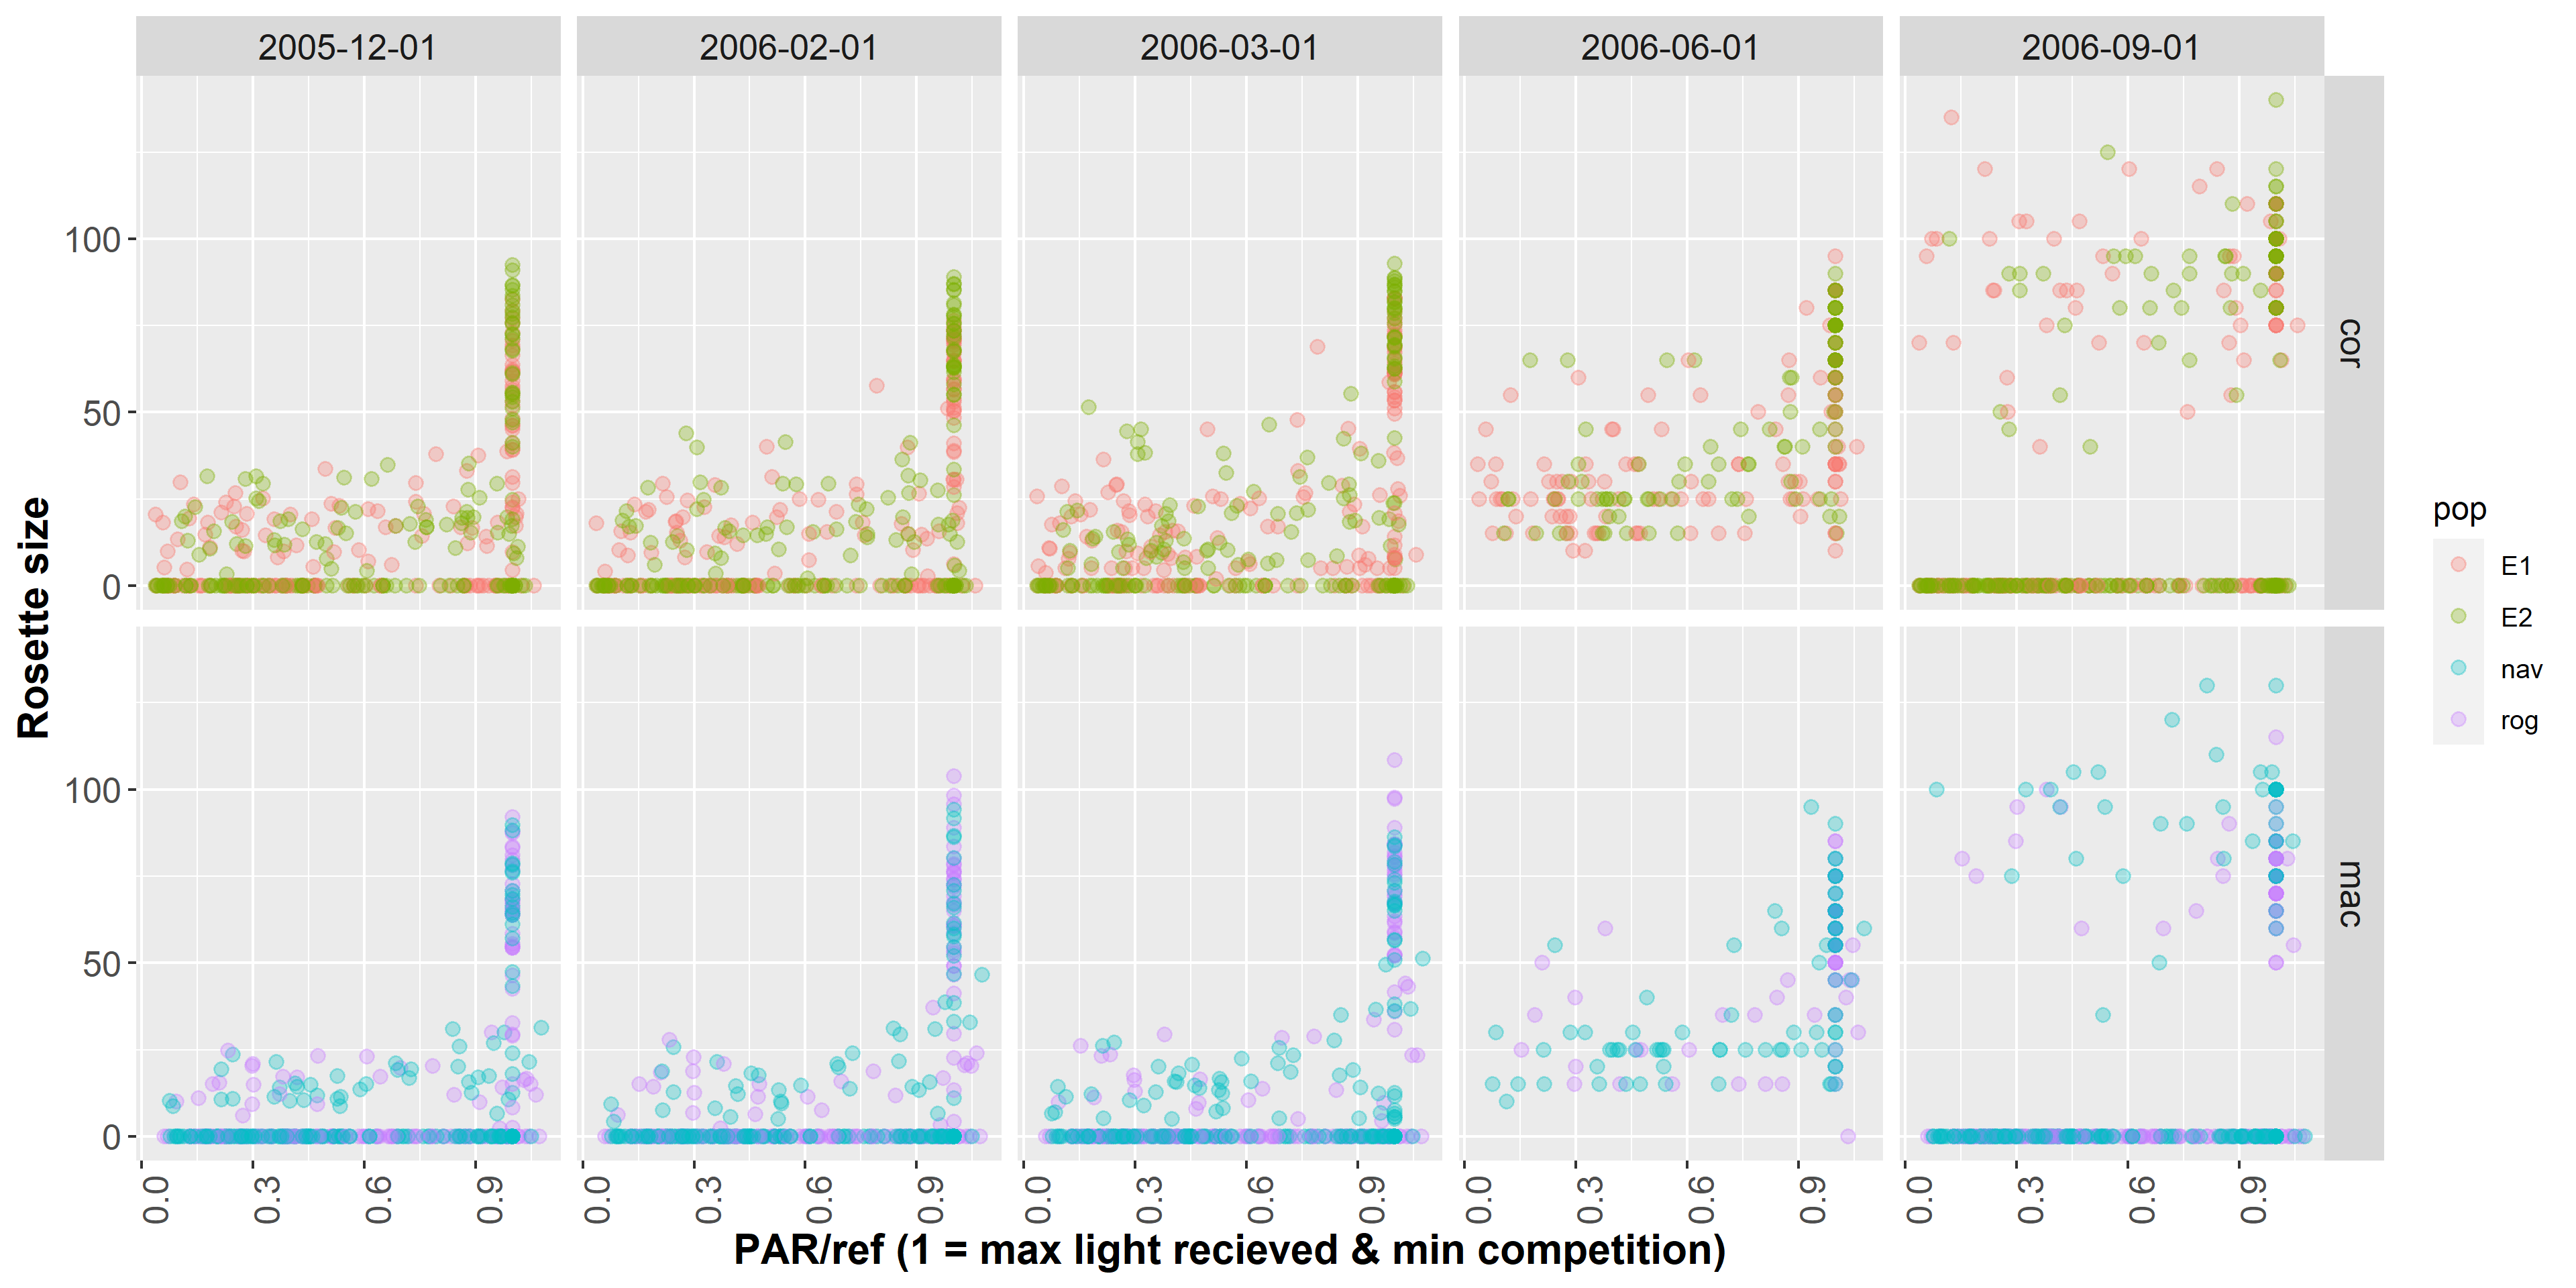 2005-12-01 2006-02-01 2006-03-01 2006-06-01 2006-09-01
Rosette size
100
50
0
cor
100
50
0
mac
0.0 0.3 0.6 0.9 0.0 0.3 0.6 0.9 0.0 0.3 0.6 0.9 0.0 0.3 0.6 0.9 0.0 0.3 0.6 0.9
PAR/ref (1 = max light recieved & min competition)
pop
E1
E2
nav
rog